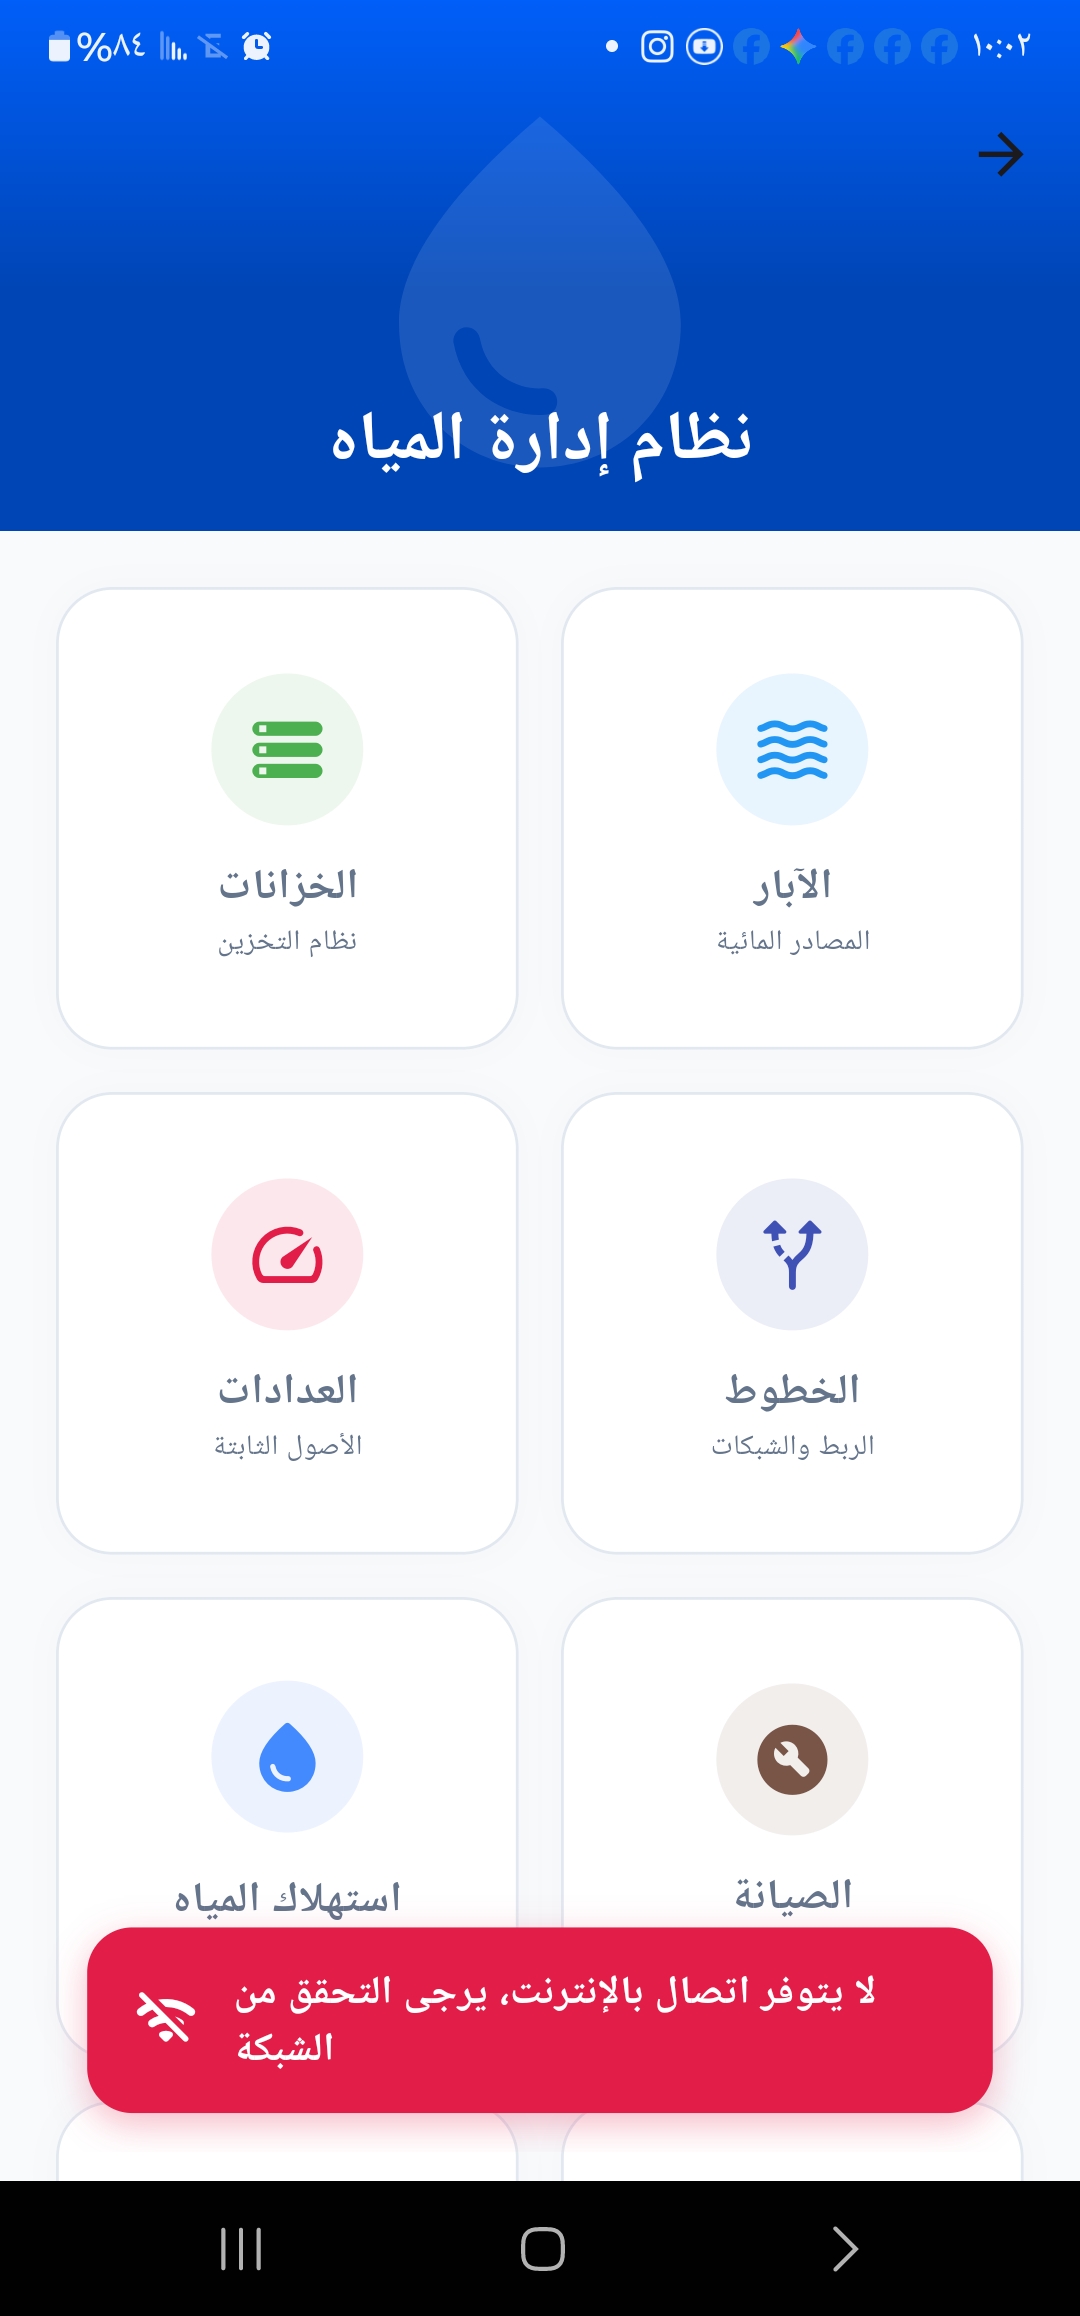 ١٠:٠٢
%٨٤
نظام إدارة المياه
الآبار
المصادر المائية
الخزانات
نظام التخزين
الخطوط
الربط والشبكات
العدادات
الأصول الثابتة
الصيانة
استهلاك المياه
لا يتوفر اتصال بالإنترنت، يرجى التحقق من
الشبكة